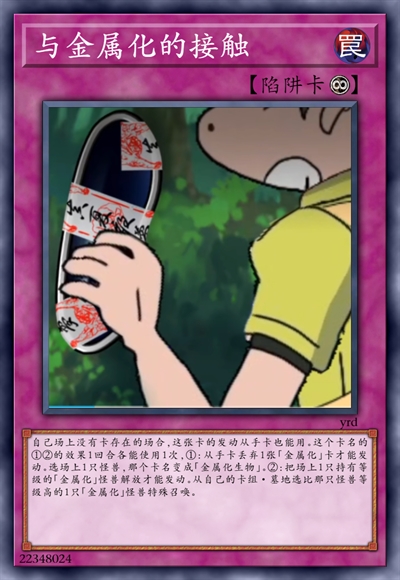 与金属化的接触
罠
【陷阱卡】
yrd
自己场上没有卡存在的场合，这张卡的发动从手卡也能用。这个卡名的
①②的效果1回合各能使用1次，①：从手卡丢弃1张「金属化」卡才能发
动。选场上1只怪兽，那个卡名变成「金属化生物」。②：把场上1只持有等
级的「金属化」怪兽解放才能发动。从自己的卡组·墓地选比那只怪兽等
级高的1只「金属化」怪兽特殊召唤。
22348024